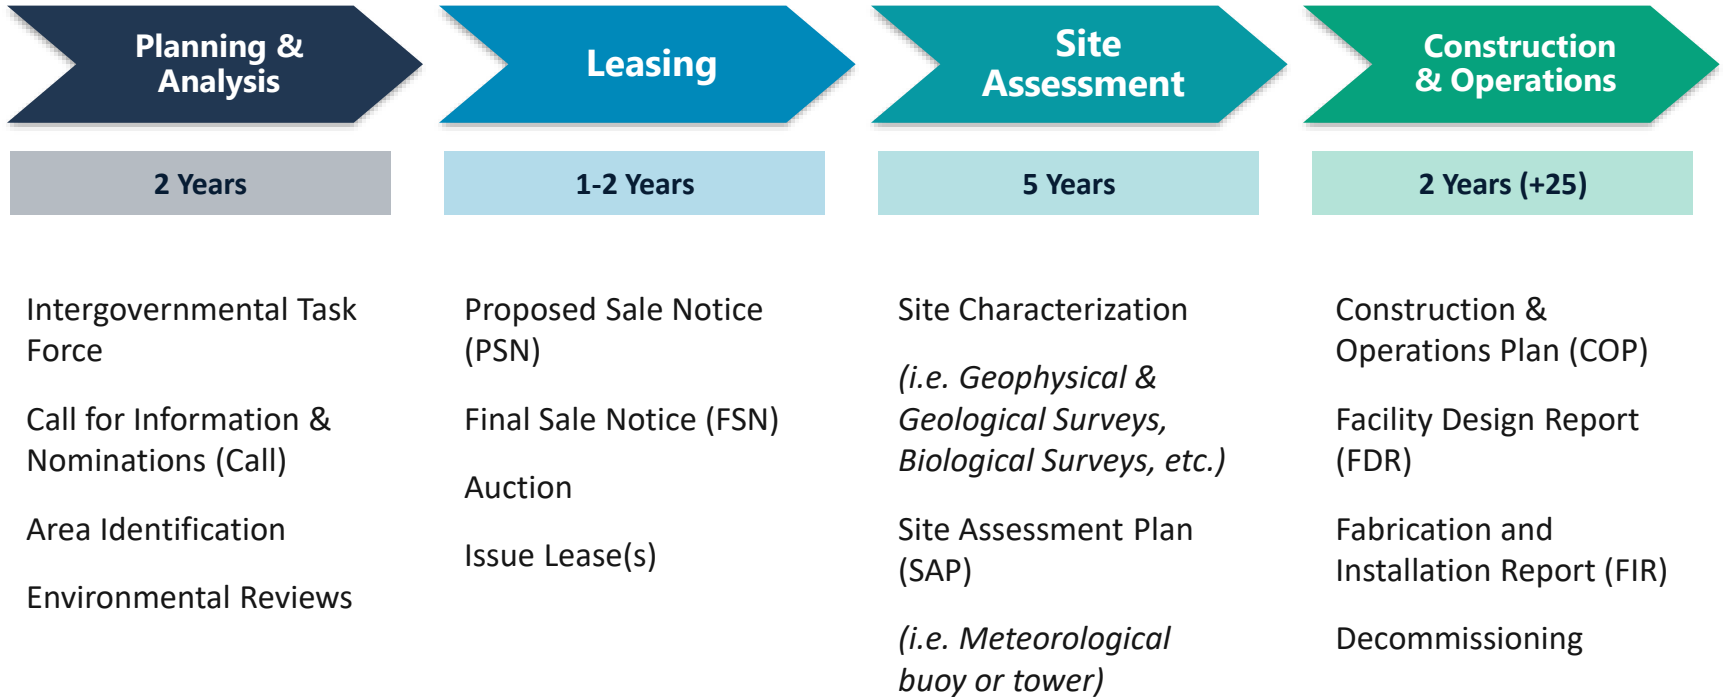 Planning &
Analysis
Leasing
Site
Assessment
Construction
& Operations
2 Years
1-2 Years
5 Years
2 Years (+25)
Intergovernmental Task
Force
Call for Information &
Nominations (Call)
Area Identification
Environmental Reviews
Proposed Sale Notice
(PSN)
Final Sale Notice (FSN)
Auction
Issue Lease(s)
Site Characterization
(i.e. Geophysical &
Geological Surveys,
Biological Surveys, etc.)
Site Assessment Plan
(SAP)
(i.e. Meteorological
buoy or tower)
Construction &
Operations Plan (COP)
Facility Design Report
(FDR)
Fabrication and
Installation Report (FIR)
Decommissioning